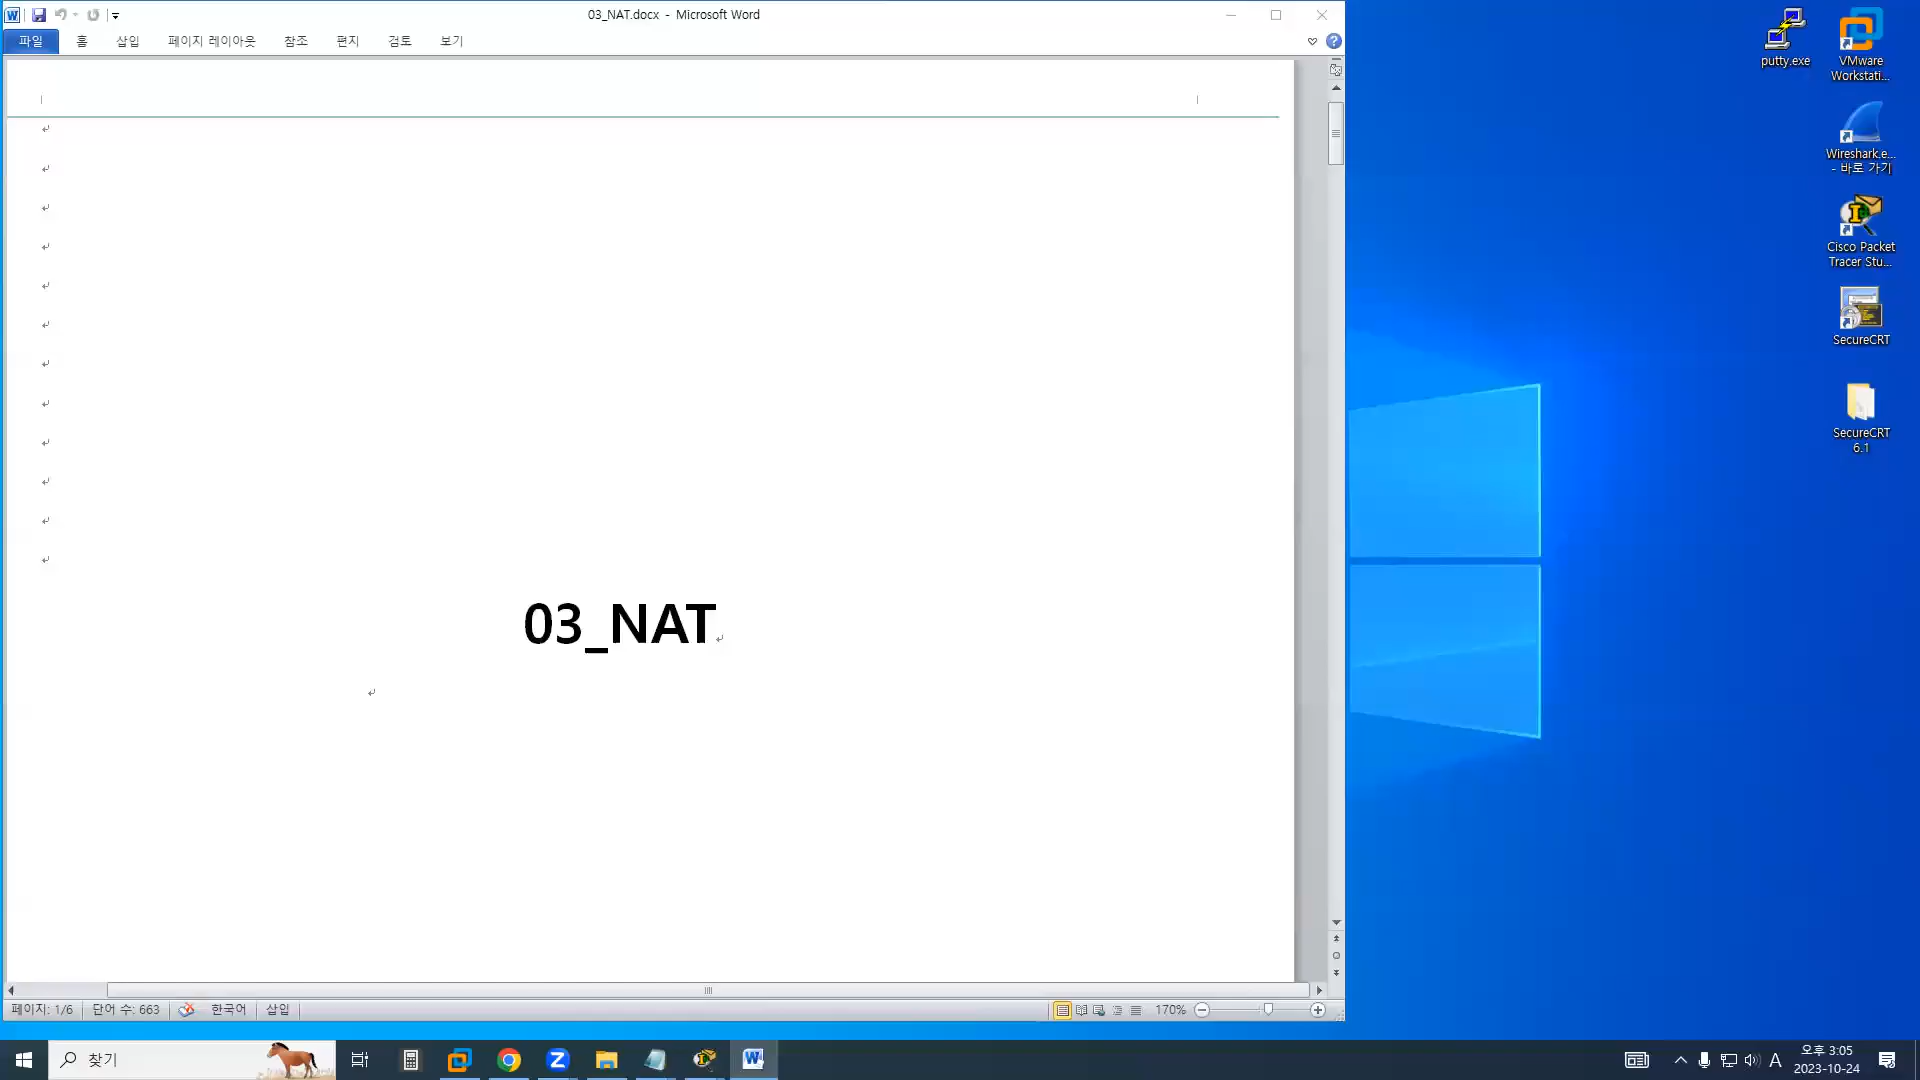 03_NAT.docx - Microsoft Word
파일 홈 삽입 페이지 레이아웃 참조 편지 검토 보기
03_NAT
페이지: 1/6 단어 수: 663 한국어 삽입 170%
putty.exe
VMware
Workstati...
Wireshark.e...
- 바로 가기
Cisco Packet
Tracer Stu...
SecureCRT
SecureCRT
6.1
찾기
A
오후 3:05
2023-10-24